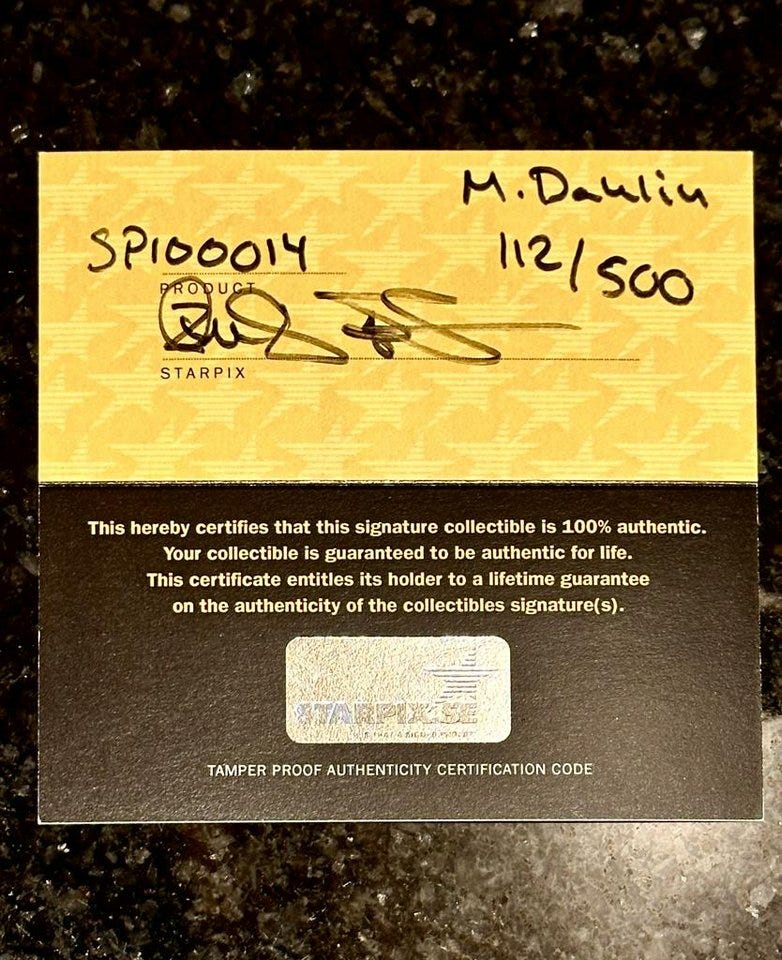 M. Dahlin
SP100014
112/500
PRODUCT
STARPIX
This hereby certifies that this signature collectible is 100% authentic.
Your collectible is guaranteed to be authentic for life.
This certificate entitles its holder to a lifetime guarantee
on the authenticity of the collectibles signature(s).
STARPIX.SE
TAMPER PROOF AUTHENTICITY CERTIFICATION CODE